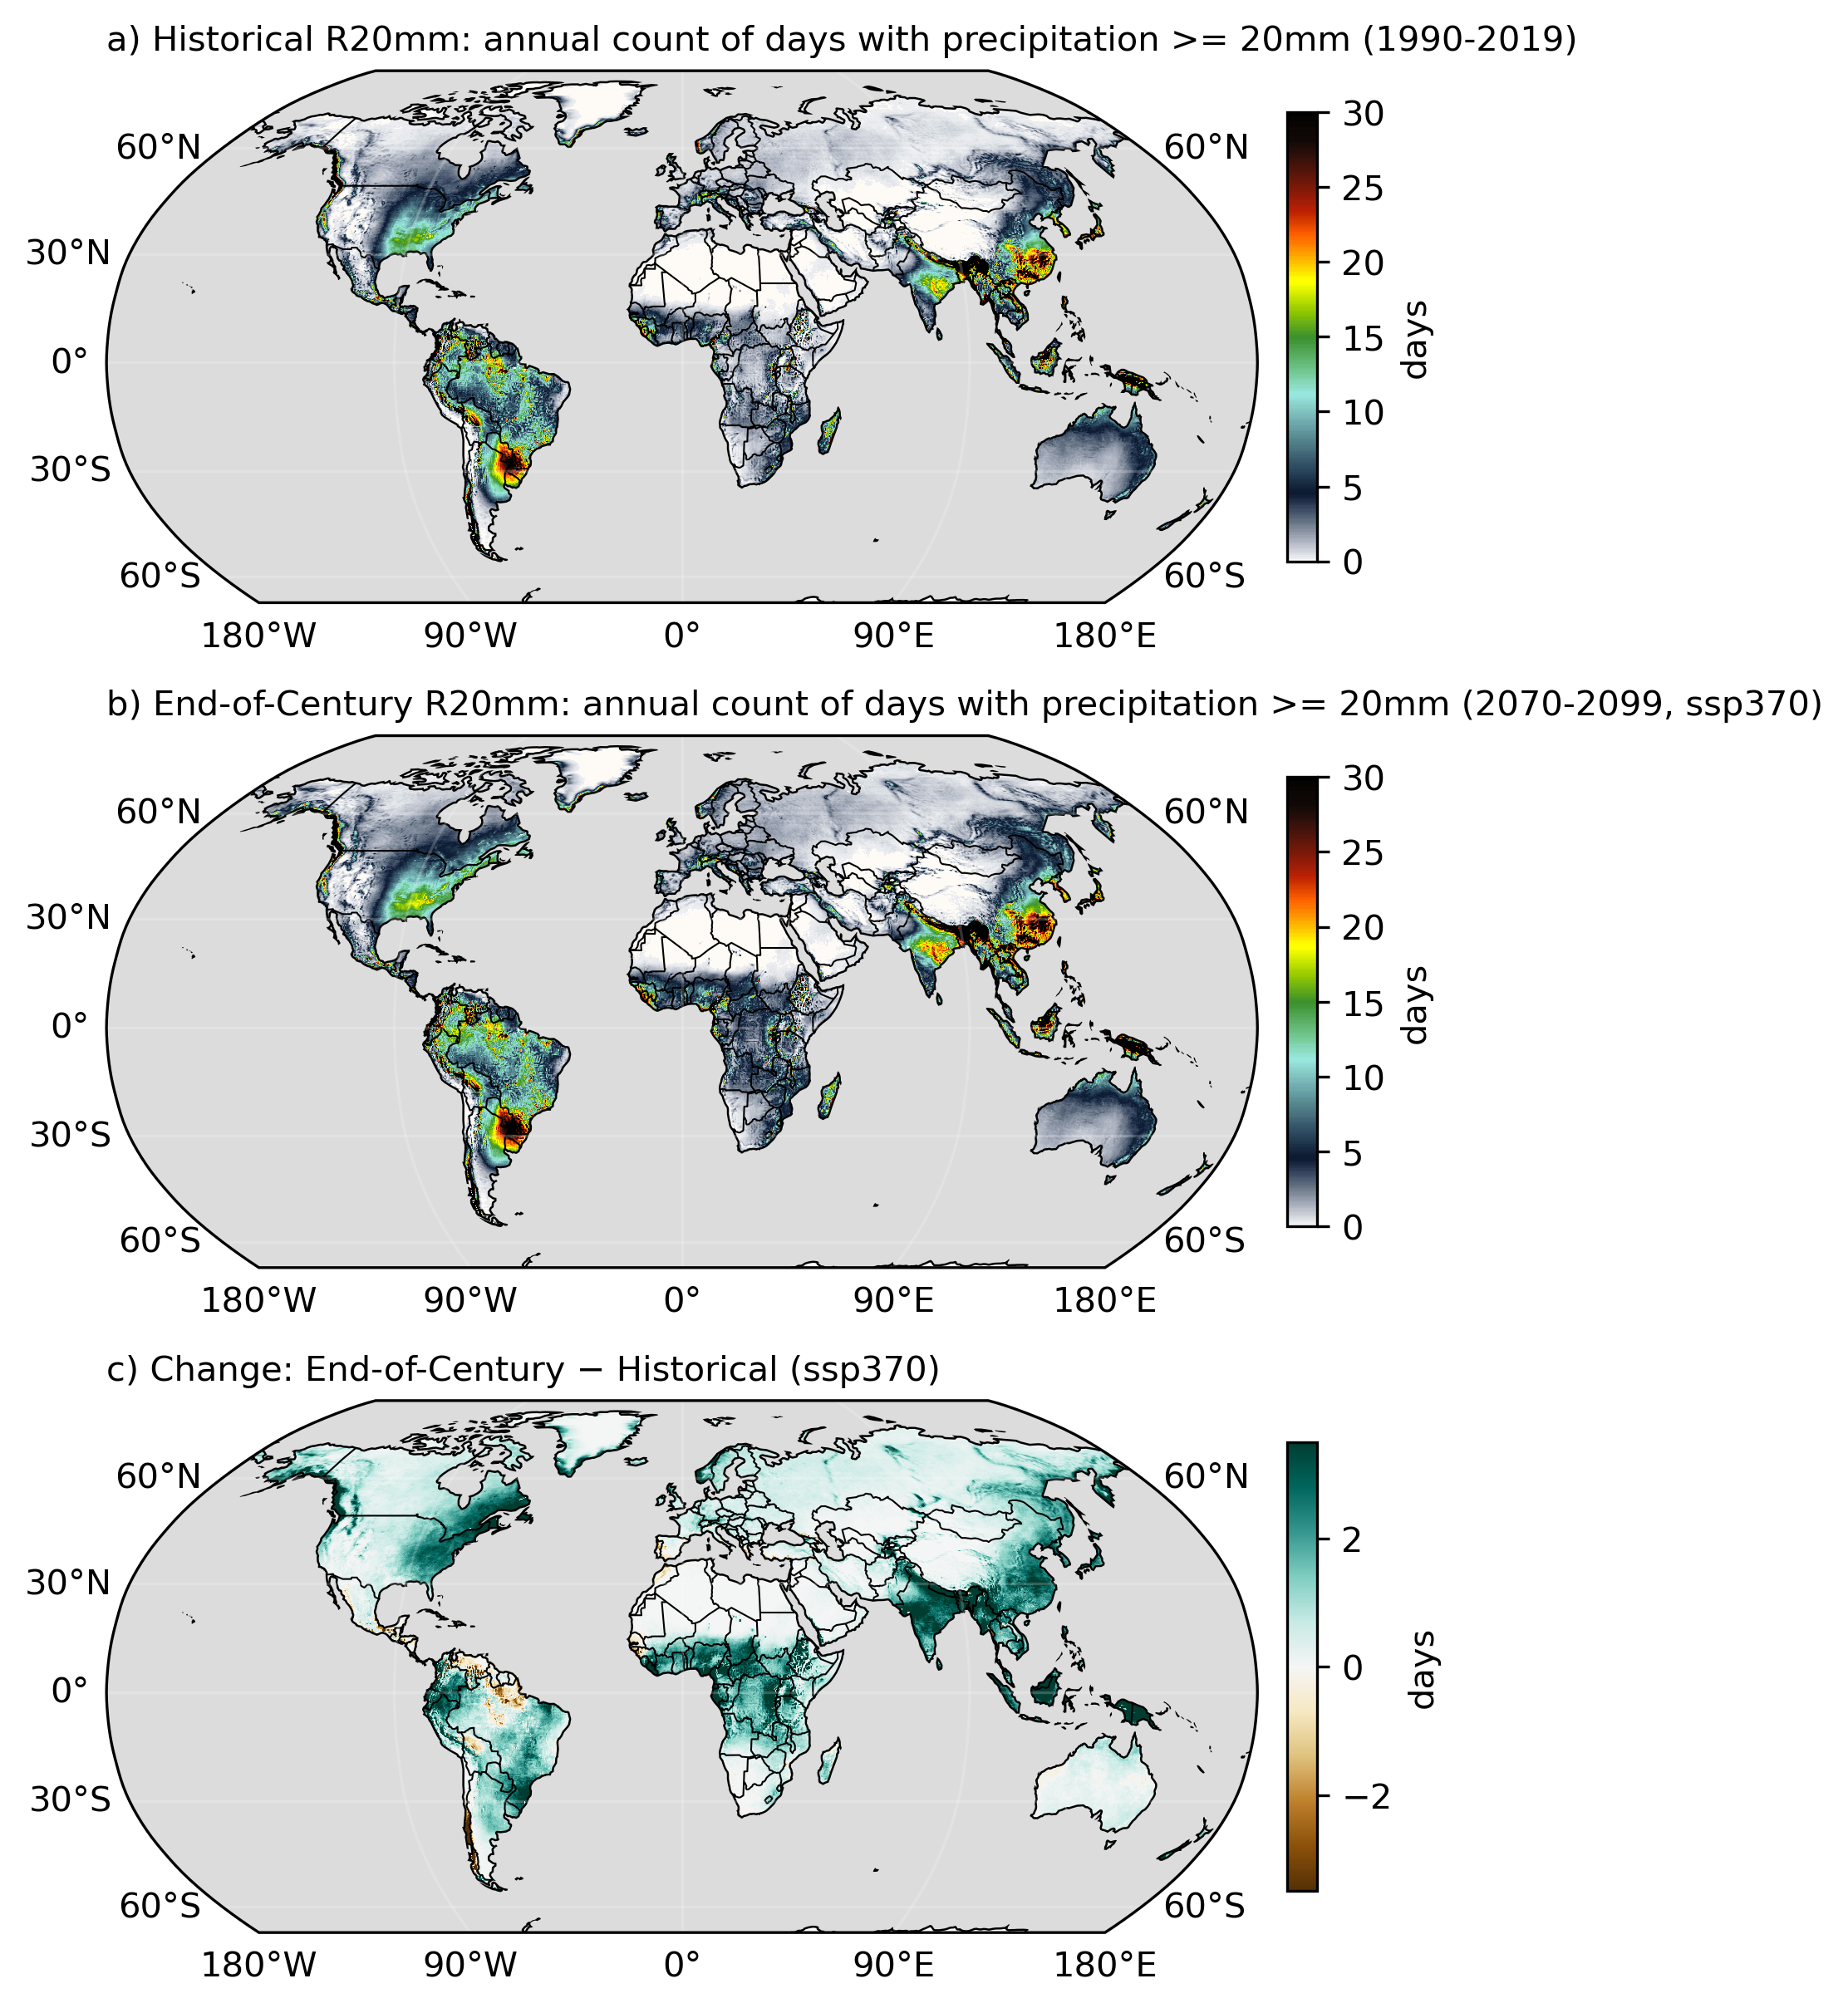 a) Historical R20mm: annual count of days with precipitation >= 20mm (1990-2019)
60°N
60°N
30°N
0°
30°S
60°S
60°S
180°W 90°W 0° 90°E 180°E
30
25
20
15
10
5
0
days
b) End-of-Century R20mm: annual count of days with precipitation >= 20mm (2070-2099, ssp370)
60°N
60°N
30°N
0°
30°S
60°S
60°S
180°W 90°W 0° 90°E 180°E
30
25
20
15
10
5
0
days
c) Change: End-of-Century − Historical (ssp370)
60°N
60°N
30°N
0°
30°S
60°S
60°S
180°W 90°W 0° 90°E 180°E
2
0
−2
days